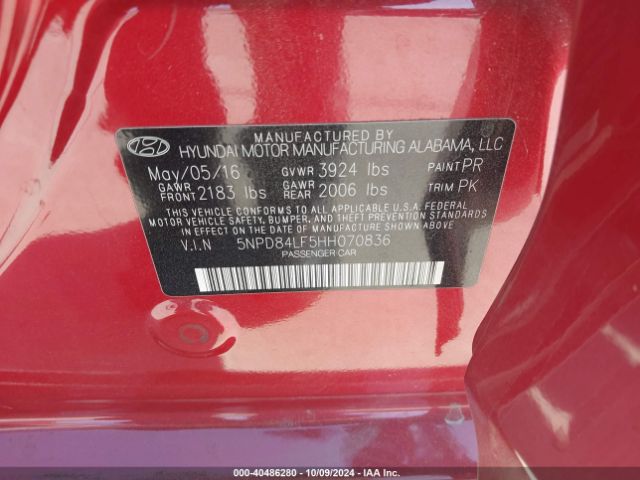 MANUFACTURED BY
HYUNDAI MOTOR MANUFACTURING ALABAMA, LLC
May/05/16 GVWR 3924 lbs PAINT PR
GAWR FRONT 2183 lbs GAWR REAR 2006 lbs TRIM PK
THIS VEHICLE CONFORMS TO ALL APPLICABLE U.S.A. FEDERAL
MOTOR VEHICLE SAFETY, BUMPER, AND THEFT PREVENTION STANDARDS
IN EFFECT ON THE DATE OF MANUFACTURE SHOWN ABOVE
V.I.N 5NPD84LF5HH070836
PASSENGER CAR
000-40486280 - 10/09/2024 - IAA Inc.